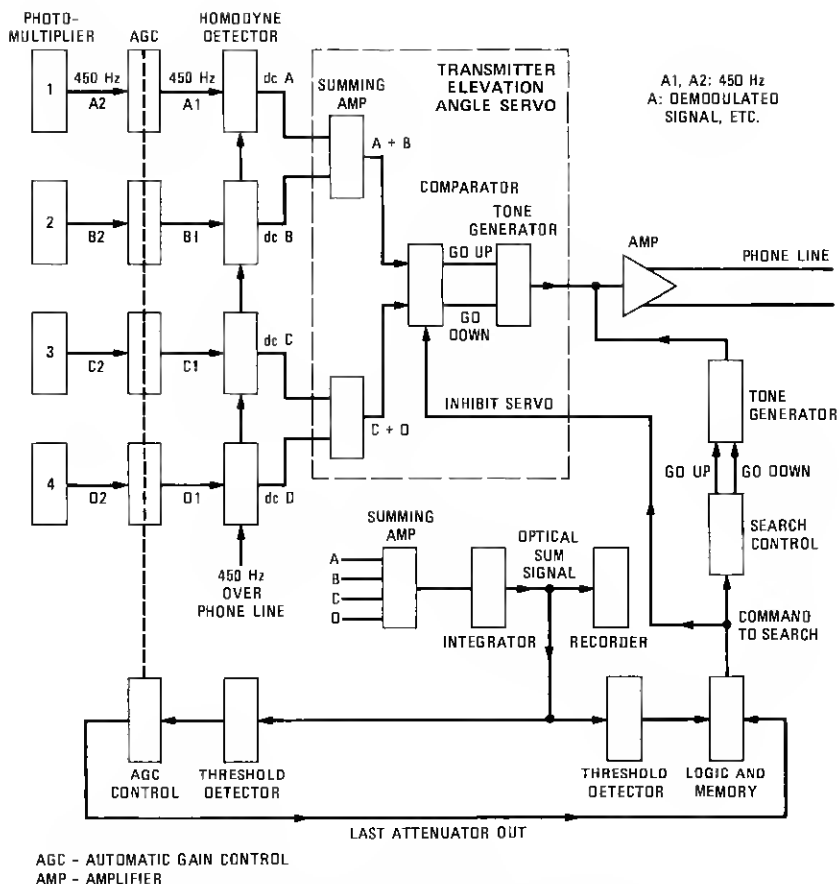 PHOTO-
MULTIPLIER
AGC
HOMODYNE
DETECTOR
1
450 Hz
A2
450 Hz
A1
dc A
SUMMING
AMP
TRANSMITTER
ELEVATION
ANGLE SERVO
A1, A2: 450 Hz
A: DEMODULATED
SIGNAL, ETC.
A + B
2
B2
B1
dc B
COMPARATOR
TONE
GENERATOR
GO UP
GO
DOWN
AMP
PHONE LINE
3
C2
C1
dc C
INHIBIT SERVO
C + D
TONE
GENERATOR
GO UP
GO DOWN
4
D2
D1
dc D
SEARCH
CONTROL
450 Hz
OVER
PHONE LINE
SUMMING
AMP
A
B
C
D
OPTICAL
SUM
SIGNAL
INTEGRATOR
RECORDER
COMMAND
TO SEARCH
AGC
CONTROL
THRESHOLD
DETECTOR
THRESHOLD
DETECTOR
LOGIC AND
MEMORY
LAST ATTENUATOR OUT
AGC – AUTOMATIC GAIN CONTROL
AMP – AMPLIFIER